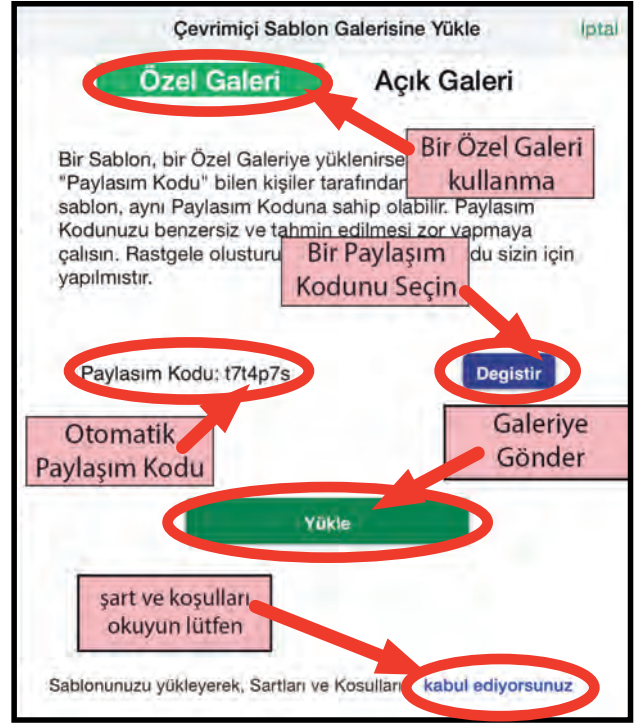 Çevrimiçi Sablon Galerisine Yükle
Iptal
Özel Galeri
Açık Galeri
Bir Özel Galeri
kullanma
Bir Sablon, bir Özel Galeriye yüklenirse
"Paylasım Kodu" bilen kişiler tarafından
sablon, aynı Paylasım Koduna sahip olabilir. Paylasım
Kodunuzu benzersiz ve tahmin edilmesi zor yapmaya
çalısın. Rastgele olusturu du sizin için
yapılmıstır.
Bir Paylaşım
Kodunu Seçin
Paylasım Kodu: t7t4p7s
Degistir
Otomatik
Paylaşım Kodu
Galeriye
Gönder
Yükle
şart ve koşulları
okuyun lütfen
Sablonunuzu yükleyerek, Sartları ve Kosulları kabul ediyorsunuz